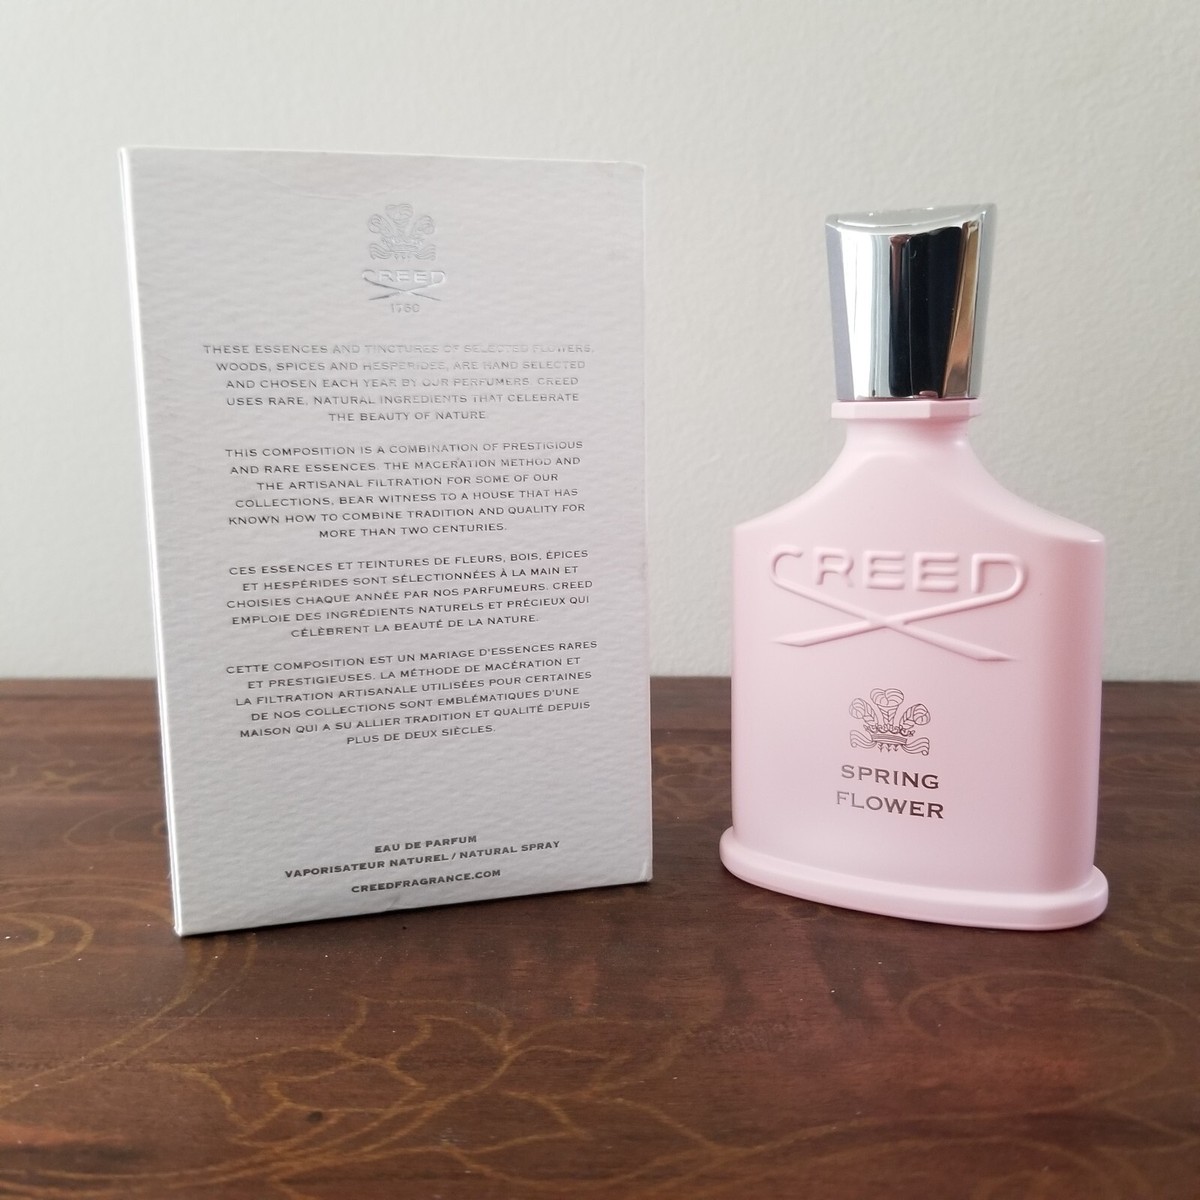 CREED
1760
THESE ESSENCES AND TINCTURES OF SELECTED FLOWERS,
WOODS, SPICES AND HESPERIDEE, ARE HAND SELECTED
AND CHOSEN EACH YEAR BY OUR PERFUMERS. CREED
USES RARE, NATURAL INGREDIENTS THAT CELEBRATE
THE BEAUTY OF NATURE.
THIS COMPOSITION IS A COMBINATION OF PRESTIGIOUS
AND RARE ESSENCES. THE MACERATION METHOD AND
THE ARTISANAL FILTRATION FOR SOME OF OUR
COLLECTIONS, BEAR WITNESS TO A HOUSE THAT HAS
KNOWN HOW TO COMBINE TRADITION AND QUALITY FOR
MORE THAN TWO CENTURIES.
CES ESSENCES ET TEINTURES DE FLEURS, BOIS, ÉPICES
ET HESPÉRIDES SONT SÉLECTIONNÉES À LA MAIN ET
CHOISIES CHAQUE ANNÉE PAR NOS PARFUMEURS. CREED
EMPLOIE DES INGRÉDIENTS NATURELS ET PRÉCIEUX QUI
CÉLÈBRENT LA BEAUTÉ DE LA NATURE.
CETTE COMPOSITION EST UN MARIAGE D'ESSENCES RARES
ET PRESTIGIEUSES. LA MÉTHODE DE MACÉRATION ET
LA FILTRATION ARTISANALE UTILISÉES POUR CERTAINES
DE NOS COLLECTIONS SONT EMBLÉMATIQUES D'UNE
MAISON QUI A SU ALLIER TRADITION ET QUALITÉ DEPUIS
PLUS DE DEUX SIÈCLES.
EAU DE PARFUM
VAPORISATEUR NATUREL / NATURAL SPRAY
CREEDFRAGRANCE.COM
CREED
SPRING
FLOWER